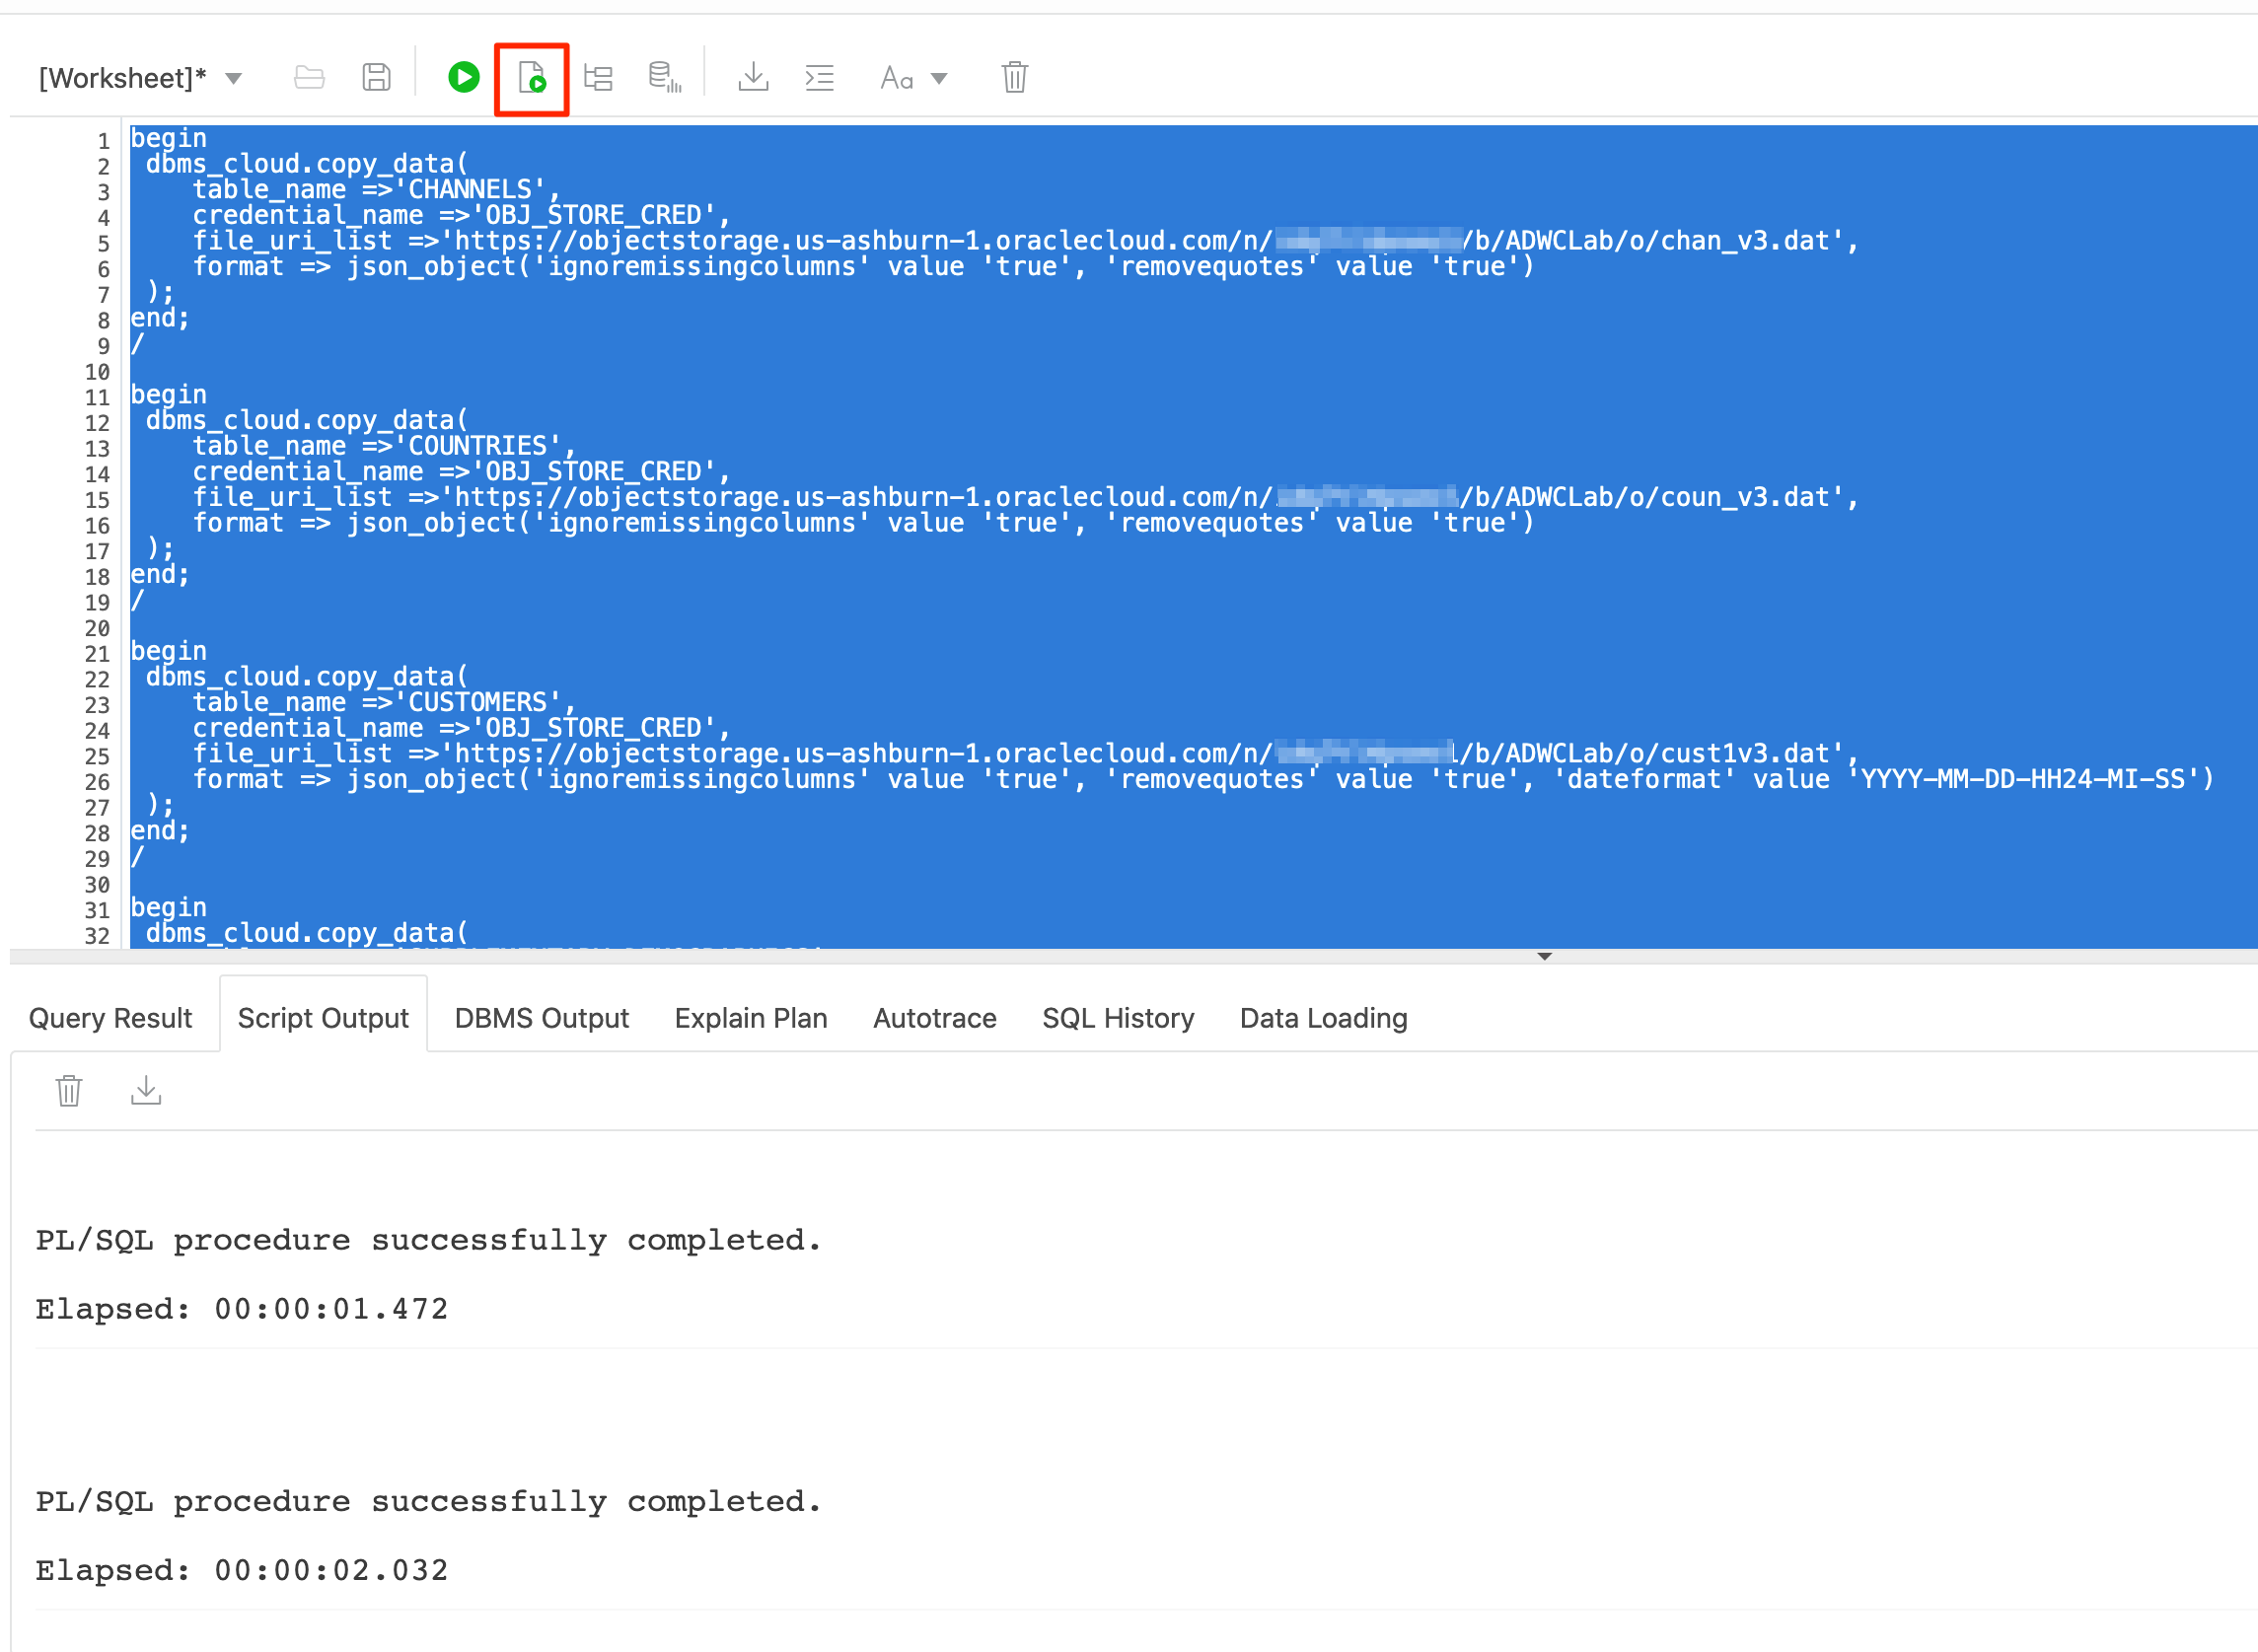 [Worksheet]*
Aa
1 begin
2 dbms_cloud.copy_data(
3 table_name =>'CHANNELS',
4 credential_name =>'OBJ_STORE_CRED',
5 file_uri_list =>'https://objectstorage.us-ashburn-1.oraclecloud.com/n/ /b/ADWCLab/o/chan_v3.dat',
6 format => json_object('ignoremissingcolumns' value 'true', 'removequotes' value 'true')
7 );
8 end;
9 /
10
11 begin
12 dbms_cloud.copy_data(
13 table_name =>'COUNTRIES',
14 credential_name =>'OBJ_STORE_CRED',
15 file_uri_list =>'https://objectstorage.us-ashburn-1.oraclecloud.com/n/ /b/ADWCLab/o/coun_v3.dat',
16 format => json_object('ignoremissingcolumns' value 'true', 'removequotes' value 'true')
17 );
18 end;
19 /
20
21 begin
22 dbms_cloud.copy_data(
23 table_name =>'CUSTOMERS',
24 credential_name =>'OBJ_STORE_CRED',
25 file_uri_list =>'https://objectstorage.us-ashburn-1.oraclecloud.com/n/ /b/ADWCLab/o/cust1v3.dat',
26 format => json_object('ignoremissingcolumns' value 'true', 'removequotes' value 'true', 'dateformat' value 'YYYY-MM-DD-HH24-MI-SS')
27 );
28 end;
29 /
30
31 begin
32 dbms_cloud.copy_data(
Query Result Script Output DBMS Output Explain Plan Autotrace SQL History Data Loading
PL/SQL procedure successfully completed.
Elapsed: 00:00:01.472
PL/SQL procedure successfully completed.
Elapsed: 00:00:02.032